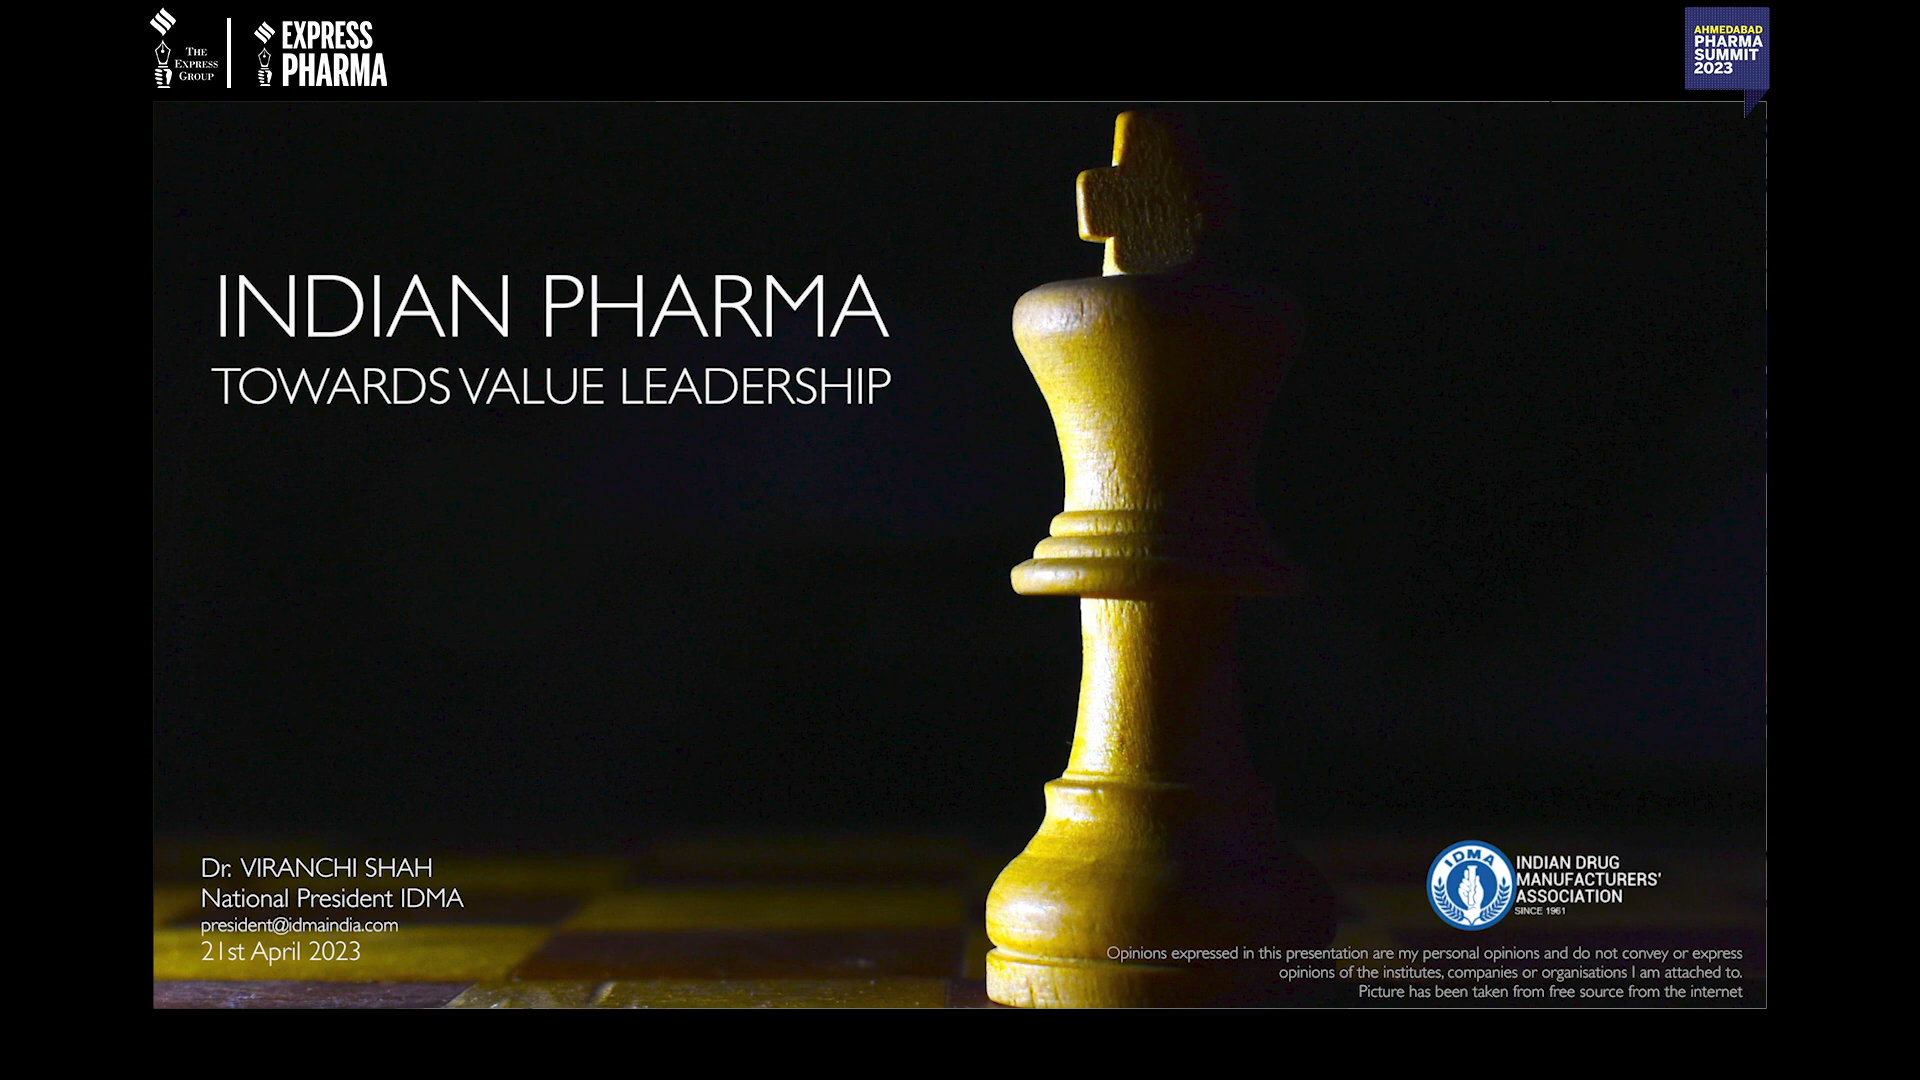 THE
EXPRESS
GROUP
EXPRESS
PHARMA
AHMEDABAD
PHARMA
SUMMIT
2023
INDIAN PHARMA
TOWARDS VALUE LEADERSHIP
Dr. VIRANCHI SHAH
National President IDMA
president@idmaindia.com
21st April 2023
IDMA
INDIAN DRUG
MANUFACTURERS'
ASSOCIATION
SINCE 1961
Opinions expressed in this presentation are my personal opinions and do not convey or express
opinions of the institutes, companies or organisations I am attached to.
Picture has been taken from free source from the internet